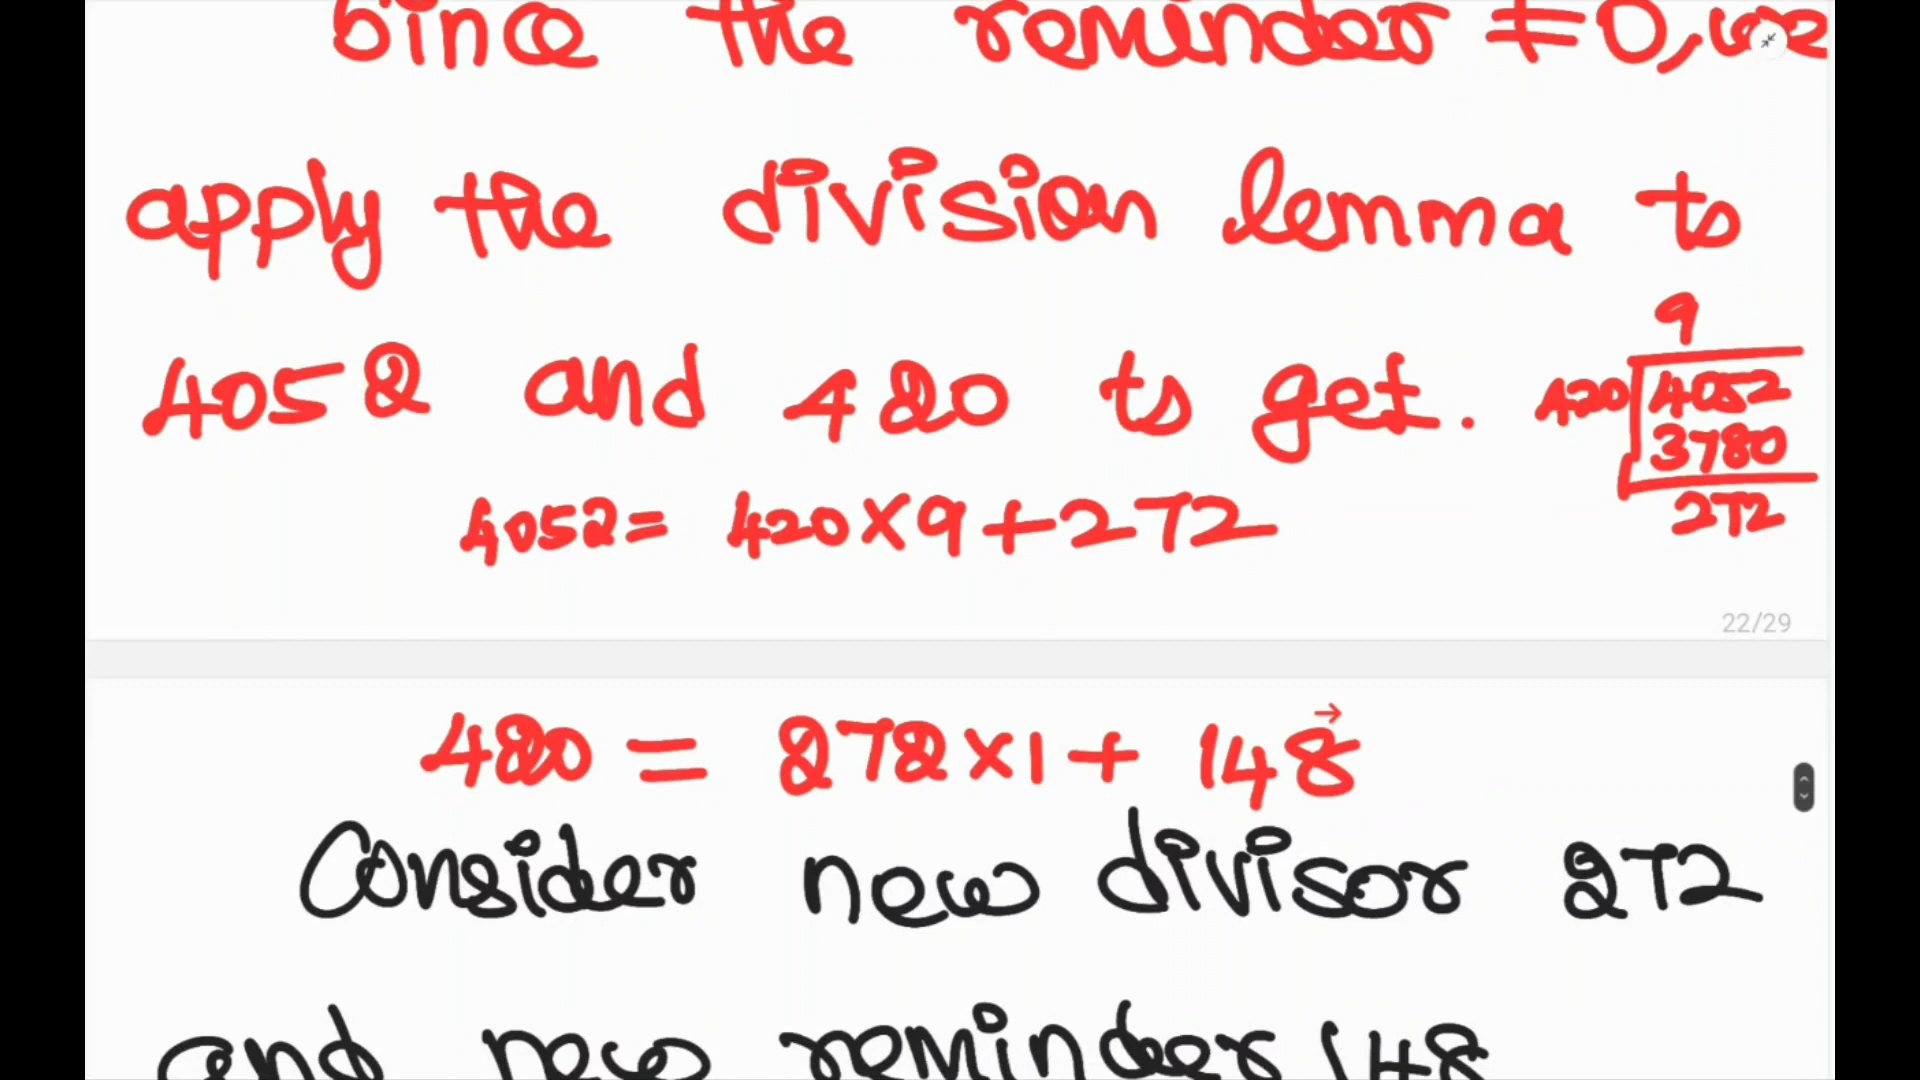 Since the reminder ≠ 0, we
apply the division lemma to
4052 and 420 to get.
9
420 4052
3780
272
4052 = 420 × 9 + 272
22/29
420 = 272 × 1 + 148
Consider new divisor 272
and new reminder 148